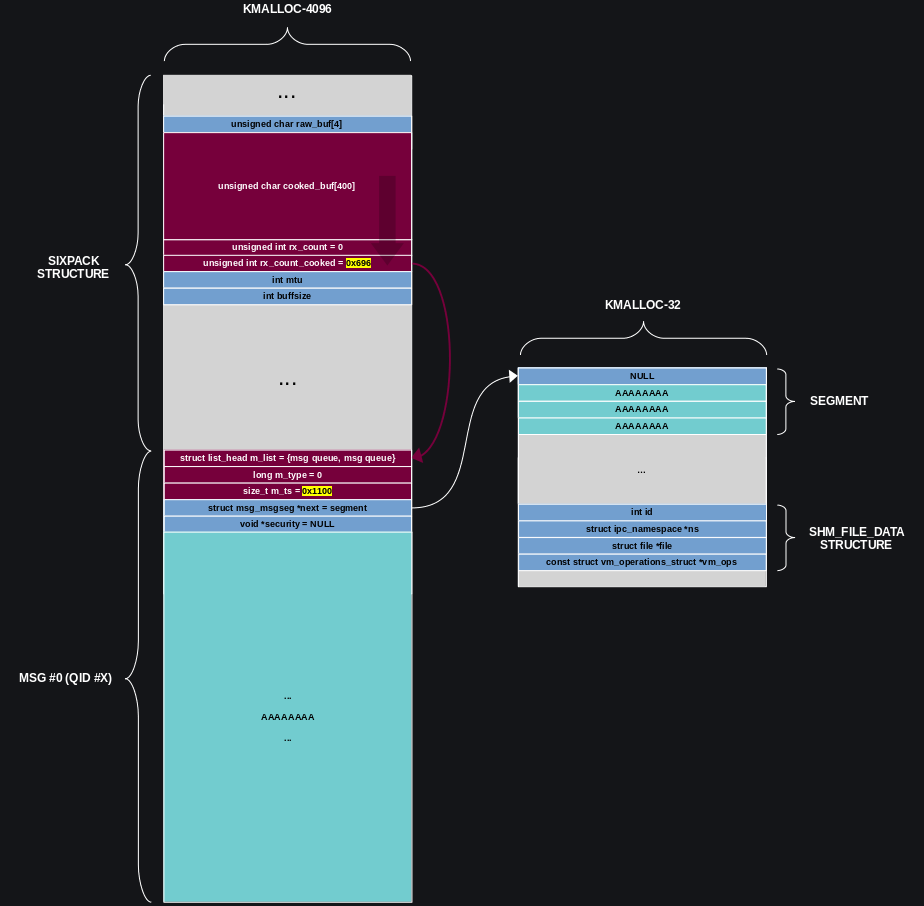 KMALLOC-4096
...
unsigned char raw_buf[4]
unsigned char cooked_buf[400]
unsigned int rx_count = 0
unsigned int rx_count_cooked = 0x696
int mtu
int buffsize
...
SIXPACK
STRUCTURE
struct list_head m_list = {msg queue, msg queue}
long m_type = 0
size_t m_ts = 0x1100
struct msg_msgseg *next = segment
void *security = NULL
...
AAAAAAAA
...
MSG #0 (QID #X)
KMALLOC-32
NULL
AAAAAAAA
AAAAAAAA
AAAAAAAA
SEGMENT
...
int id
struct ipc_namespace *ns
struct file *file
const struct vm_operations_struct *vm_ops
SHM_FILE_DATA
STRUCTURE